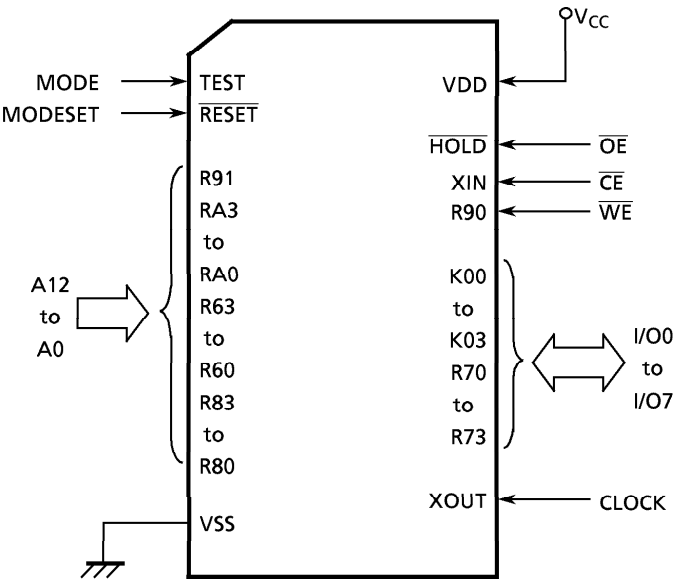 VCC
MODE TEST VDD
MODESET RESET
HOLD OE
R91 XIN CE
RA3 R90 WE
to
RA0 K00
A12 R63 to
to to K03 I/O0
A0 R60 R70 to
R83 to I/O7
to R73
R80
XOUT CLOCK
VSS